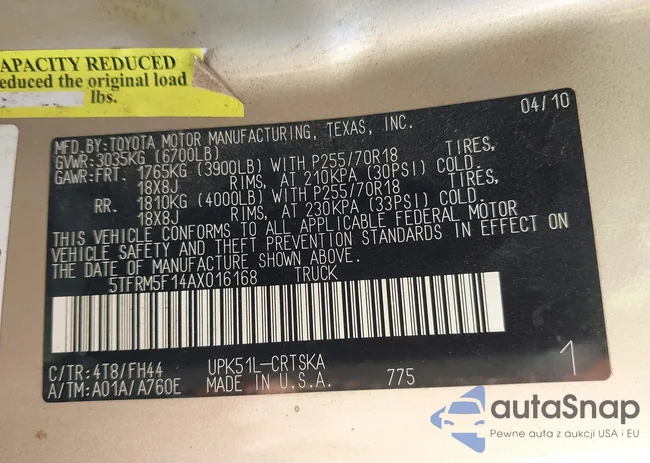 APACITY REDUCED
educed the original load
lbs.
04/10
MFD.BY:TOYOTA MOTOR MANUFACTURING, TEXAS, INC.
GVWR:3035KG (6700LB)
GAWR:FRT. 1765KG (3900LB) WITH P255/70R18 TIRES,
18X8J RIMS, AT 210KPA (30PSI) COLD.
RR. 1810KG (4000LB) WITH P255/70R18 TIRES,
18X8J RIMS, AT 230KPA (33PSI) COLD.
THIS VEHICLE CONFORMS TO ALL APPLICABLE FEDERAL MOTOR
VEHICLE SAFETY AND THEFT PREVENTION STANDARDS IN EFFECT ON
THE DATE OF MANUFACTURE SHOWN ABOVE.
5TFRM5F14AX016168 TRUCK
C/TR:4T8/FH44 UPK51L-CRTSKA
A/TM:A01A/A760E MADE IN U.S.A. 775 1
autaSnap
Pewne auta z aukcji USA i EU